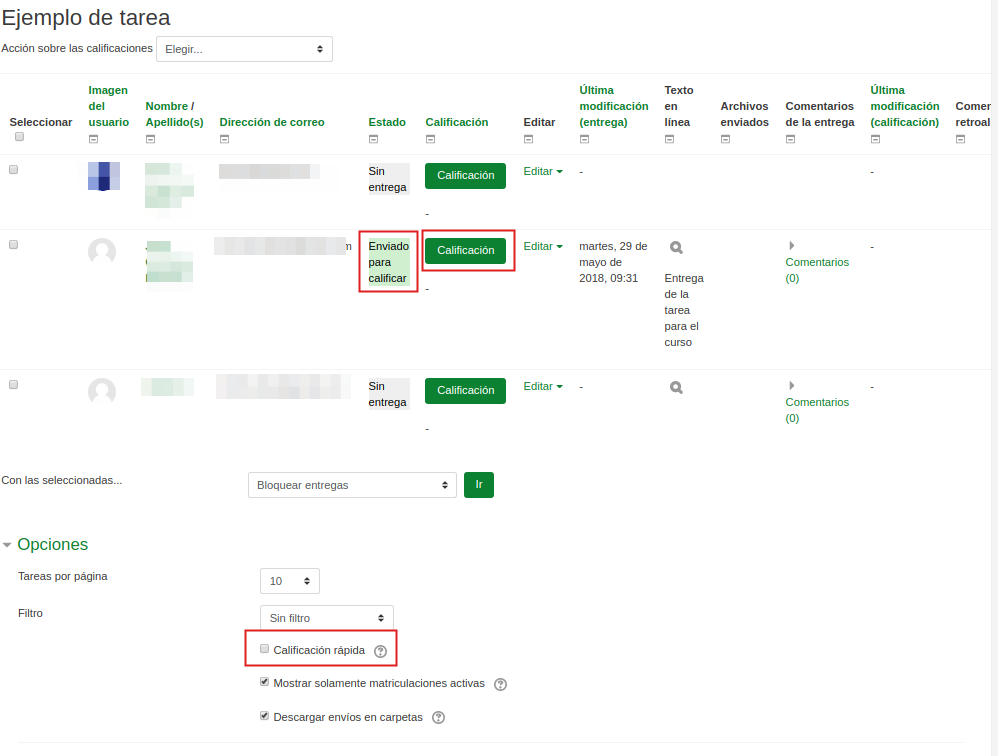 Ejemplo de tarea
Acción sobre las calificaciones Elegir...
Seleccionar
Imagen
del
usuario
Nombre /
Apellido(s)
Dirección de correo
Estado
Calificación
Editar
Última
modificación
(entrega)
Texto
en
línea
Archivos
enviados
Comentarios
de la entrega
Última
modificación
(calificación)
Comer
retroal
Sin
entrega
Calificación
-
Editar
-
-
m
Enviado
para
calificar
Calificación
-
Editar
martes, 29 de
mayo de
2018, 09:31
Entrega
de la
tarea
para el
curso
Comentarios
(0)
-
Sin
entrega
Calificación
-
Editar
-
Comentarios
(0)
-
Con las seleccionadas... Bloquear entregas Ir
Opciones
Tareas por página 10
Filtro Sin filtro
Calificación rápida
Mostrar solamente matriculaciones activas
Descargar envíos en carpetas